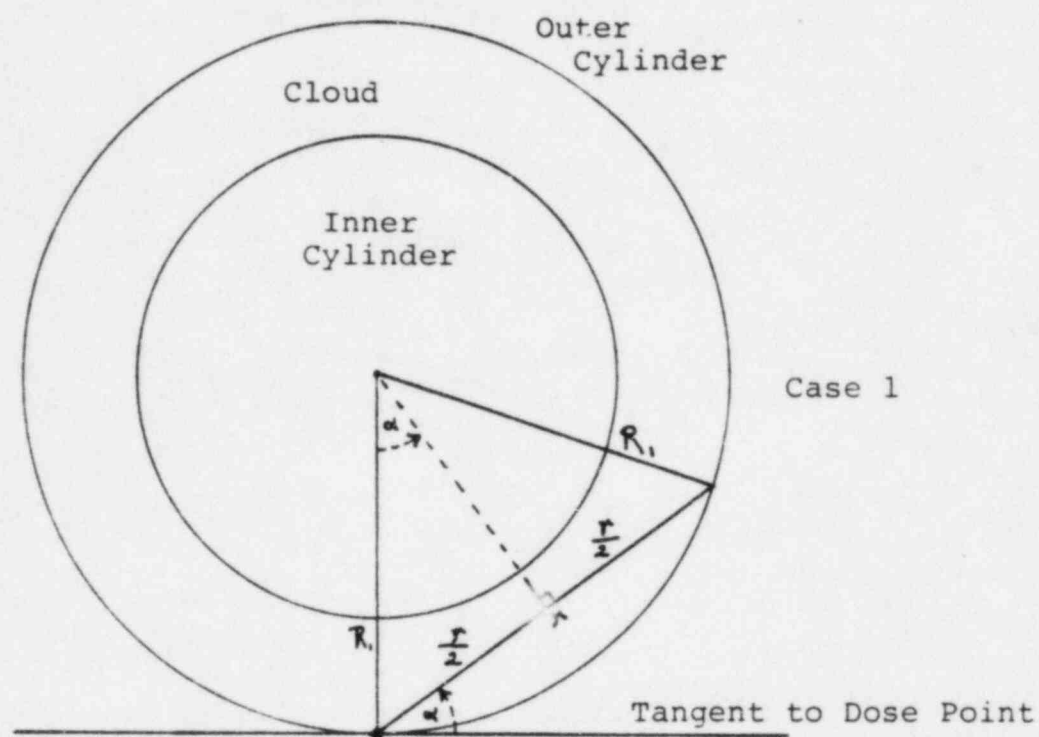 Outer
Cylinder
Cloud
Inner
Cylinder
Case 1
α
R₁
r/2
R₁
r/2
α
Tangent to Dose Point